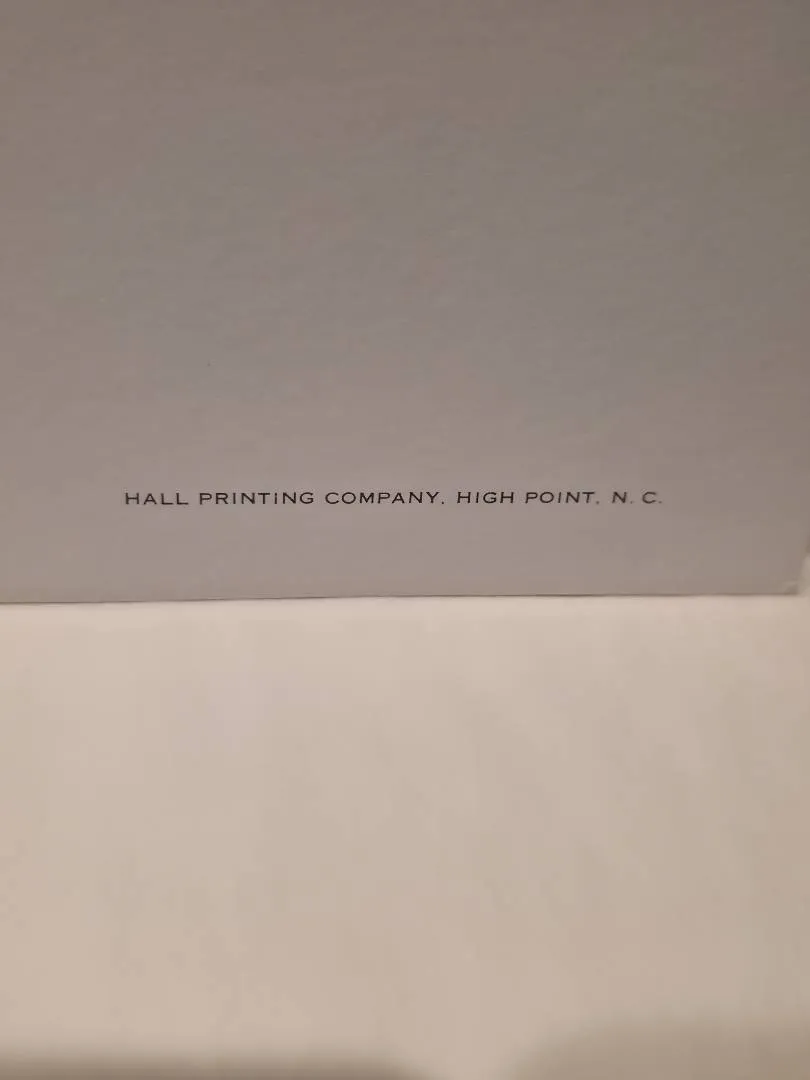 HALL PRINTING COMPANY, HIGH POINT, N. C.